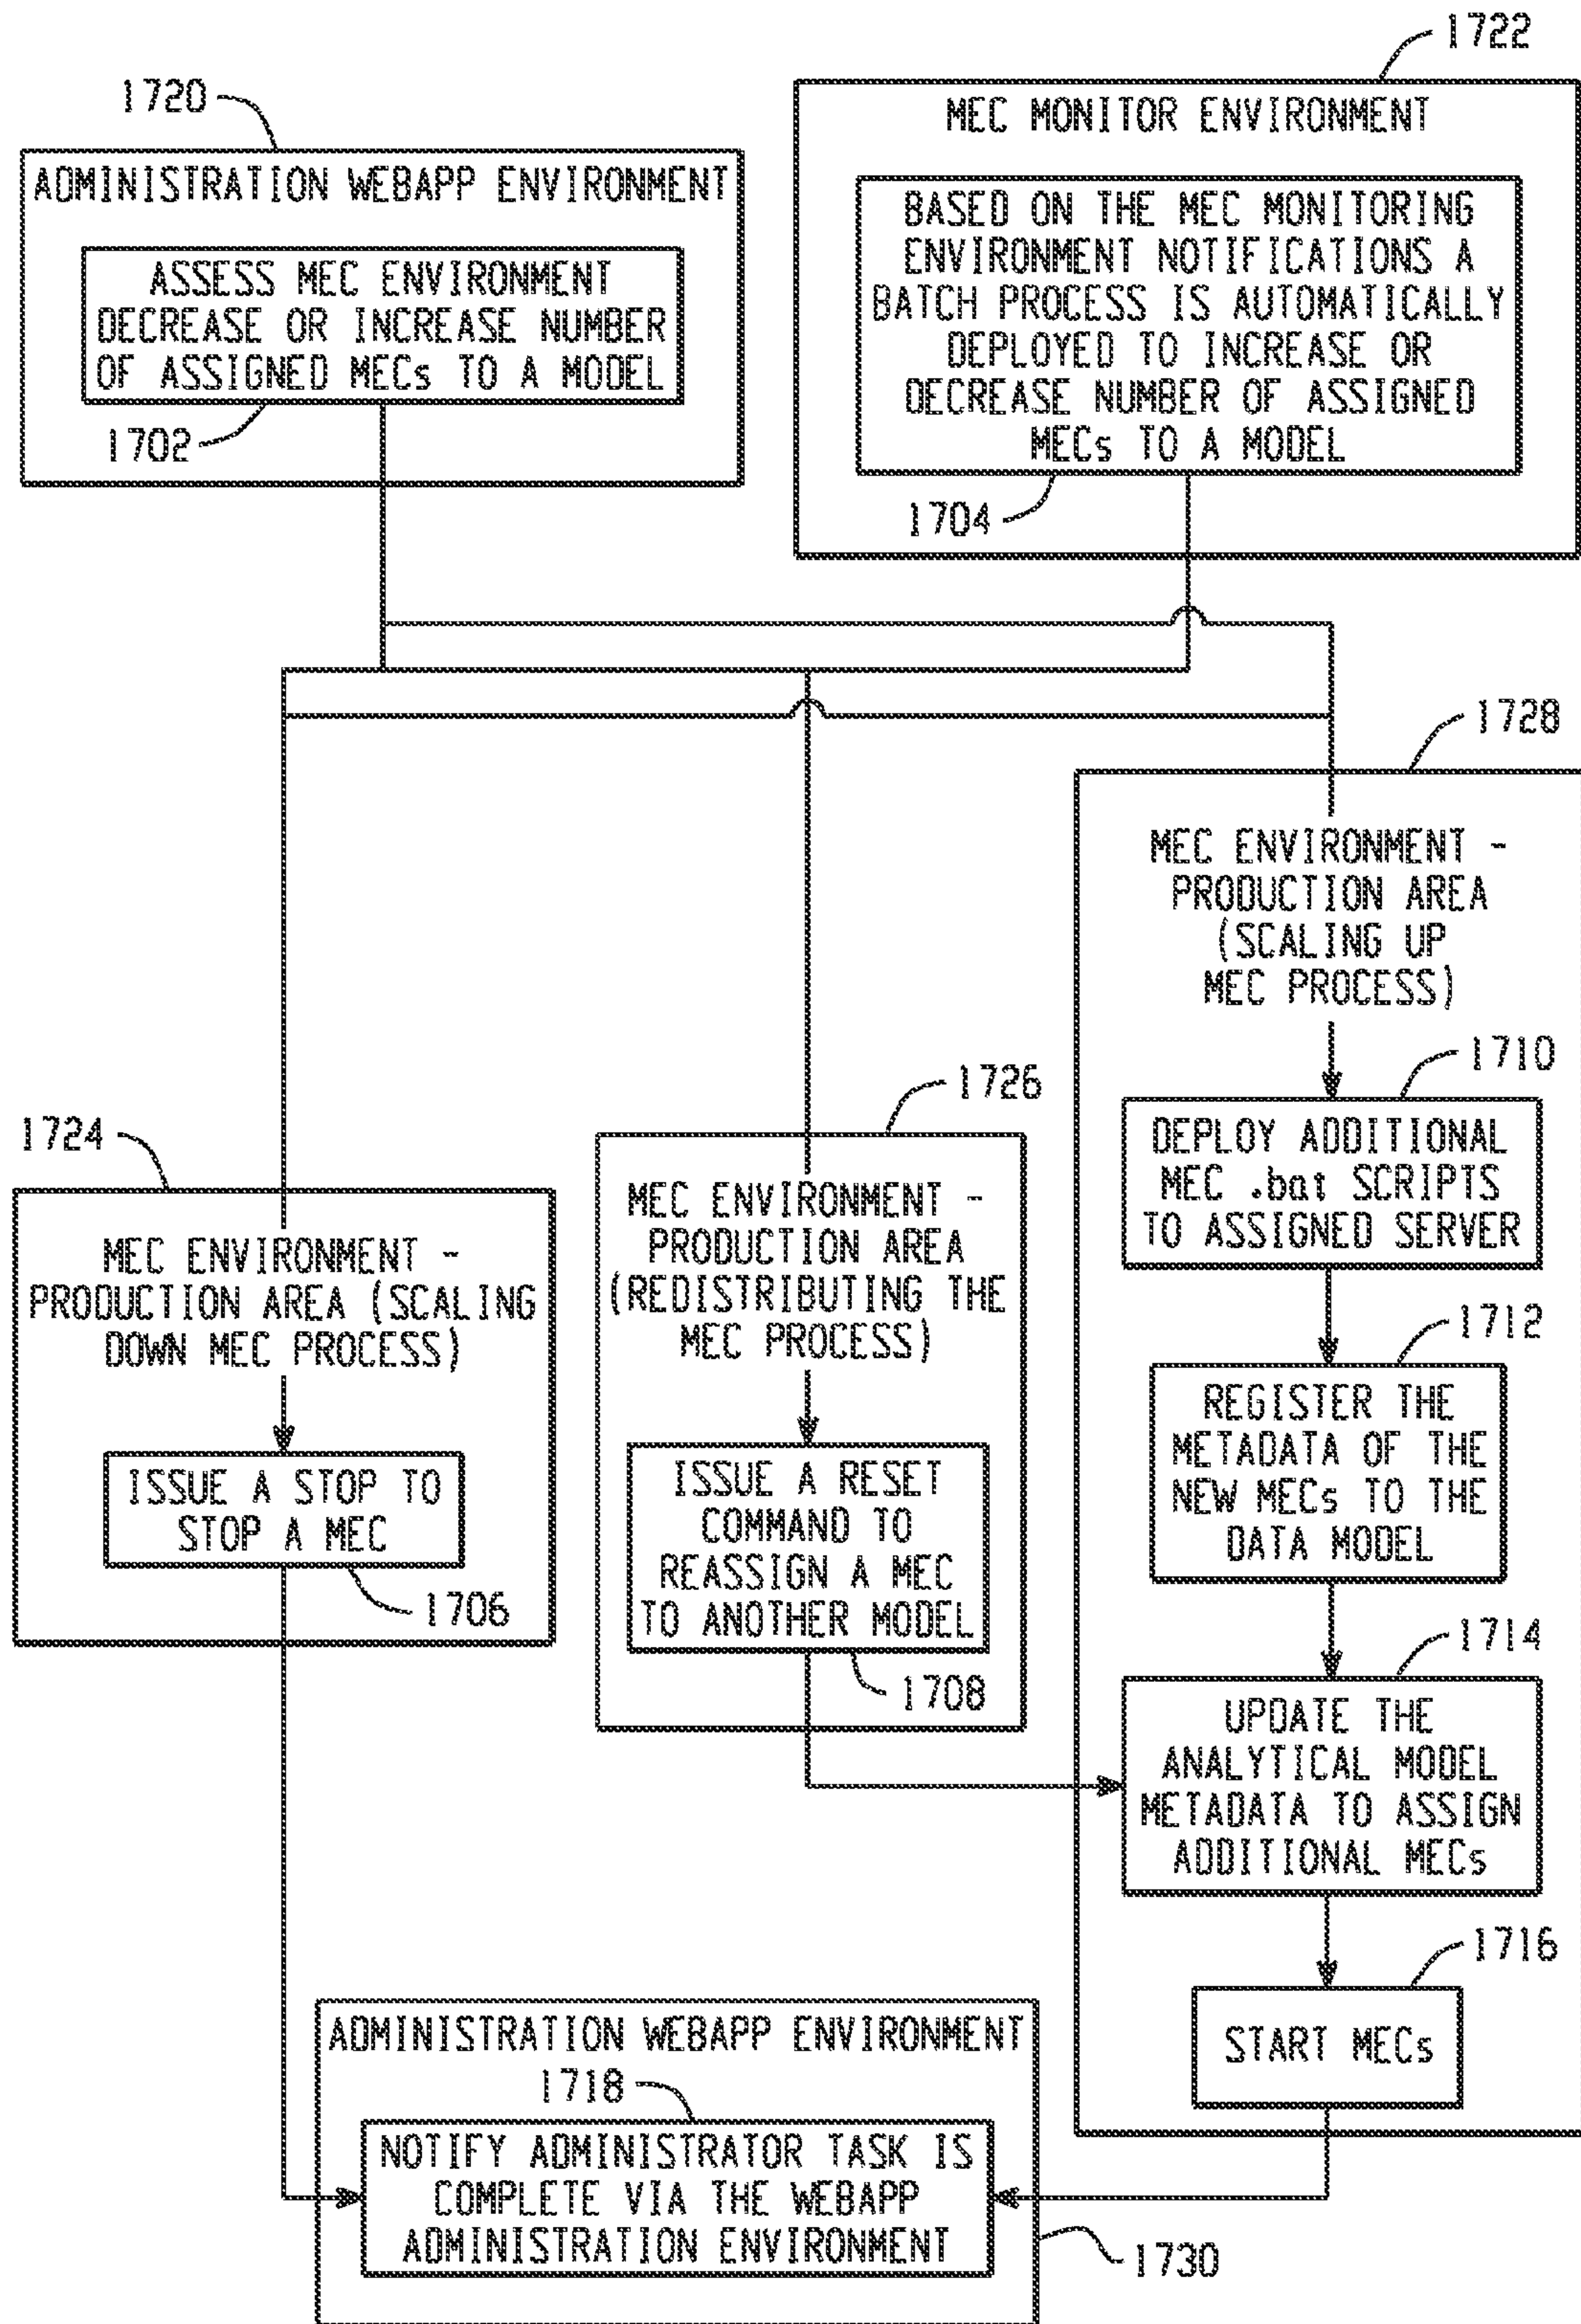 1722
1720
MEC MONITOR ENVIRONMENT
ADMINISTRATION WEBAPP ENVIRONMENT
BASED ON THE MEC MONITORING
ENVIRONMENT NOTIFICATIONS A
BATCH PROCESS IS AUTOMATICALLY
DEPLOYED TO INCREASE OR
DECREASE NUMBER OF ASSIGNED
MECs TO A MODEL
ASSESS MEC ENVIRONMENT
DECREASE OR INCREASE NUMBER
OF ASSIGNED MECs TO A MODEL
1702
1704
1728
MEC ENVIRONMENT -
PRODUCTION AREA
(SCALING UP
MEC PROCESS)
1710
DEPLOY ADDITIONAL
MEC .bat SCRIPTS
TO ASSIGNED SERVER
1726
1724
MEC ENVIRONMENT -
PRODUCTION AREA
(REDISTRIBUTING THE
MEC PROCESS)
MEC ENVIRONMENT -
PRODUCTION AREA (SCALING
DOWN MEC PROCESS)
1712
REGISTER THE
METADATA OF THE
NEW MECs TO THE
DATA MODEL
ISSUE A STOP TO
STOP A MEC
1706
ISSUE A RESET
COMMAND TO
REASSIGN A MEC
TO ANOTHER MODEL
1708
1714
UPDATE THE
ANALYTICAL MODEL
METADATA TO ASSIGN
ADDITIONAL MECs
1716
START MECs
ADMINISTRATION WEBAPP ENVIRONMENT
1718
NOTIFY ADMINISTRATOR TASK IS
COMPLETE VIA THE WEBAPP
ADMINISTRATION ENVIRONMENT
1730